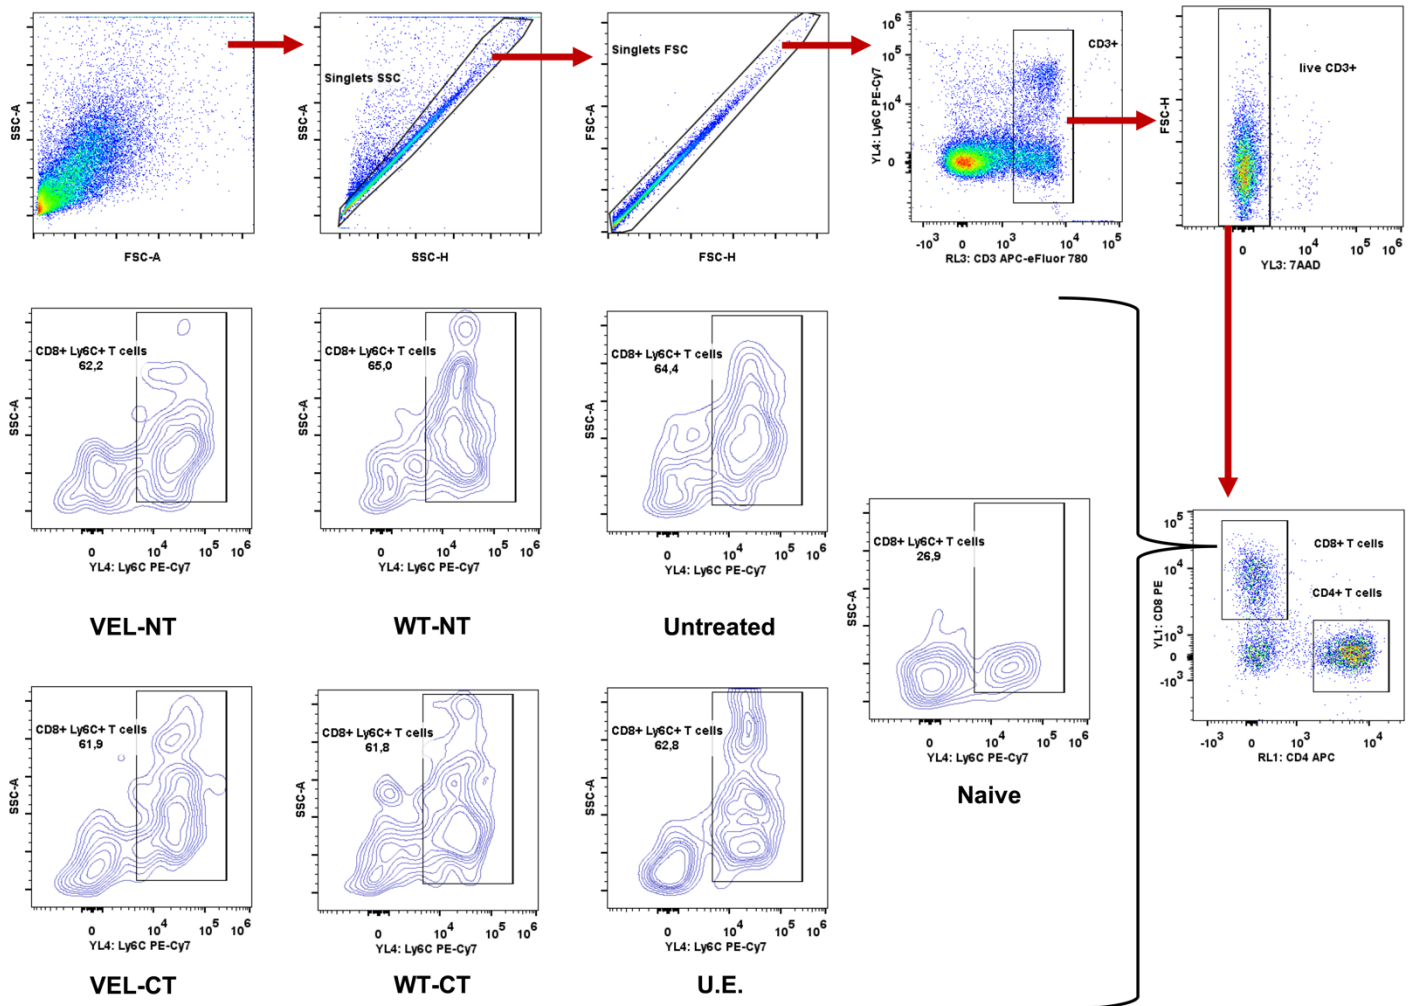 SSC-A
FSC-A
Singlets SSC
SSC-A
SSC-H
Singlets FSC
FSC-A
FSC-H
CD3+
YL4: Ly6C PE-Cy7
10^6
10^5
10^4
0
-10^3 0 10^3 10^4 10^5
RL3: CD3 APC-eFluor 780
live CD3+
FSC-H
0 10^4 10^5 10^6
YL3: 7AAD
CD8+ Ly6C+ T cells
62,2
SSC-A
0 10^4 10^5 10^6
YL4: Ly6C PE-Cy7
VEL-NT
CD8+ Ly6C+ T cells
65,0
SSC-A
0 10^4 10^5 10^6
YL4: Ly6C PE-Cy7
WT-NT
CD8+ Ly6C+ T cells
64,4
SSC-A
0 10^4 10^5 10^6
YL4: Ly6C PE-Cy7
Untreated
CD8+ Ly6C+ T cells
26,9
SSC-A
0 10^4 10^5 10^6
YL4: Ly6C PE-Cy7
Naive
CD8+ T cells
CD4+ T cells
YL1: CD8 PE
10^5
10^4
10^3
0
-10^3
-10^3 0 10^3 10^4
RL1: CD4 APC
CD8+ Ly6C+ T cells
61,9
SSC-A
0 10^4 10^5 10^6
YL4: Ly6C PE-Cy7
VEL-CT
CD8+ Ly6C+ T cells
61,8
SSC-A
0 10^4 10^5 10^6
YL4: Ly6C PE-Cy7
WT-CT
CD8+ Ly6C+ T cells
62,8
SSC-A
0 10^4 10^5 10^6
YL4: Ly6C PE-Cy7
U.E.